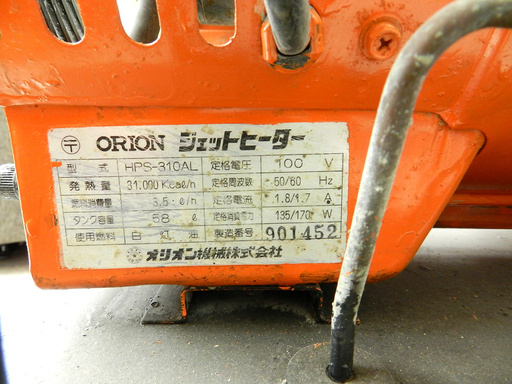 〒 ORION ジェットヒーター
型式 HPS-310AL 定格電圧 100 V
発熱量 31,000 Kcal/h 定格周波数 50/60 Hz
燃料消費量 3.5 ℓ/h 定格電流 1.8/1.7 A
タンク容量 58 ℓ 定格消費電力 135/170 W
使用燃料 白灯油 製造番号 901452
オリオン機械株式会社